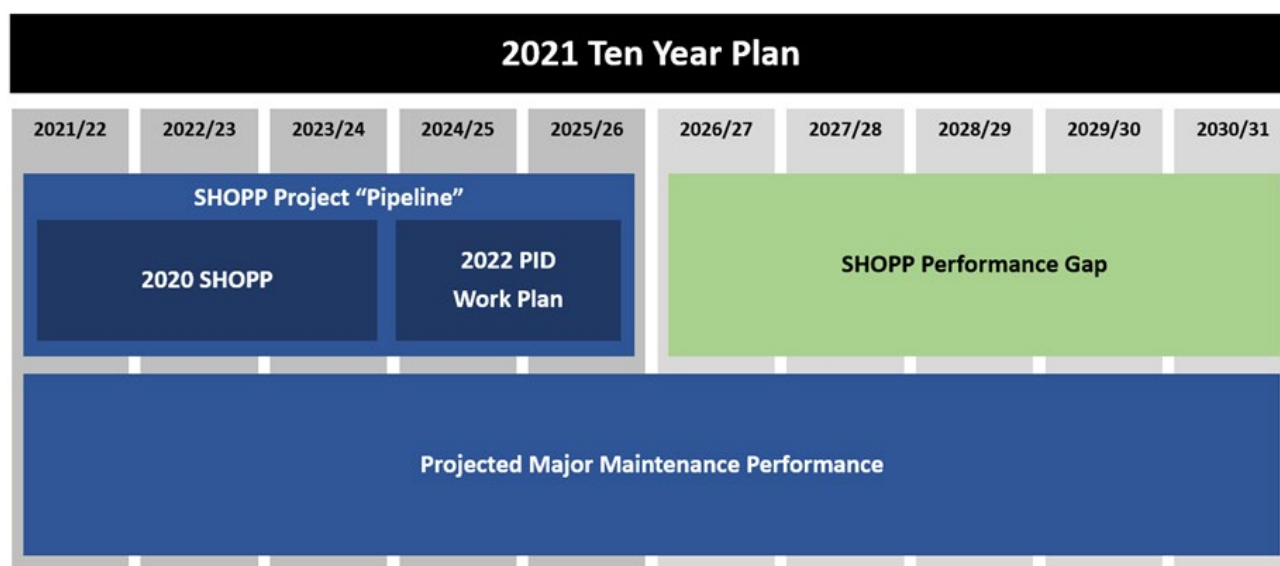 2021 Ten Year Plan
2021/22 2022/23 2023/24 2024/25 2025/26 2026/27 2027/28 2028/29 2029/30 2030/31
SHOPP Project “Pipeline”
2020 SHOPP
2022 PID
Work Plan
SHOPP Performance Gap
Projected Major Maintenance Performance